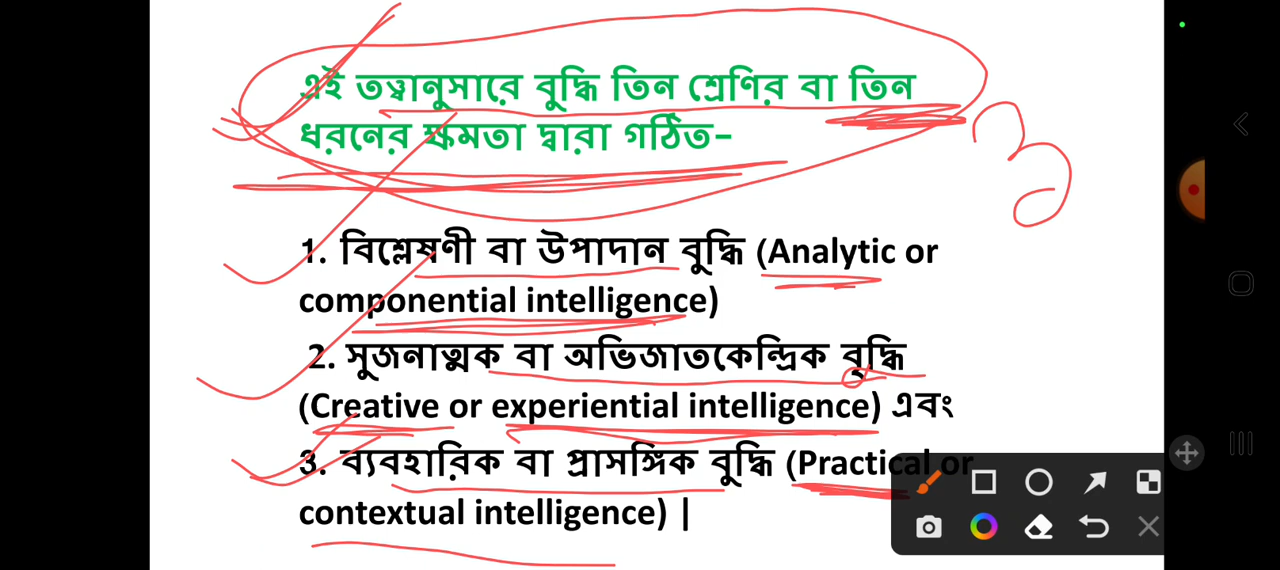 এই তত্ত্বানুসারে বুদ্ধি তিন শ্রেণির বা তিন
ধরনের ক্ষমতা দ্বারা গঠিত-
3
1. বিশ্লেষণী বা উপাদান বুদ্ধি (Analytic or
componential intelligence)
2. সৃজনাত্মক বা অভিজাতকেন্দ্রিক বৃদ্ধি
(Creative or experiential intelligence) এবং
3. ব্যবহারিক বা প্রাসঙ্গিক বুদ্ধি (Practical or
contextual intelligence) |